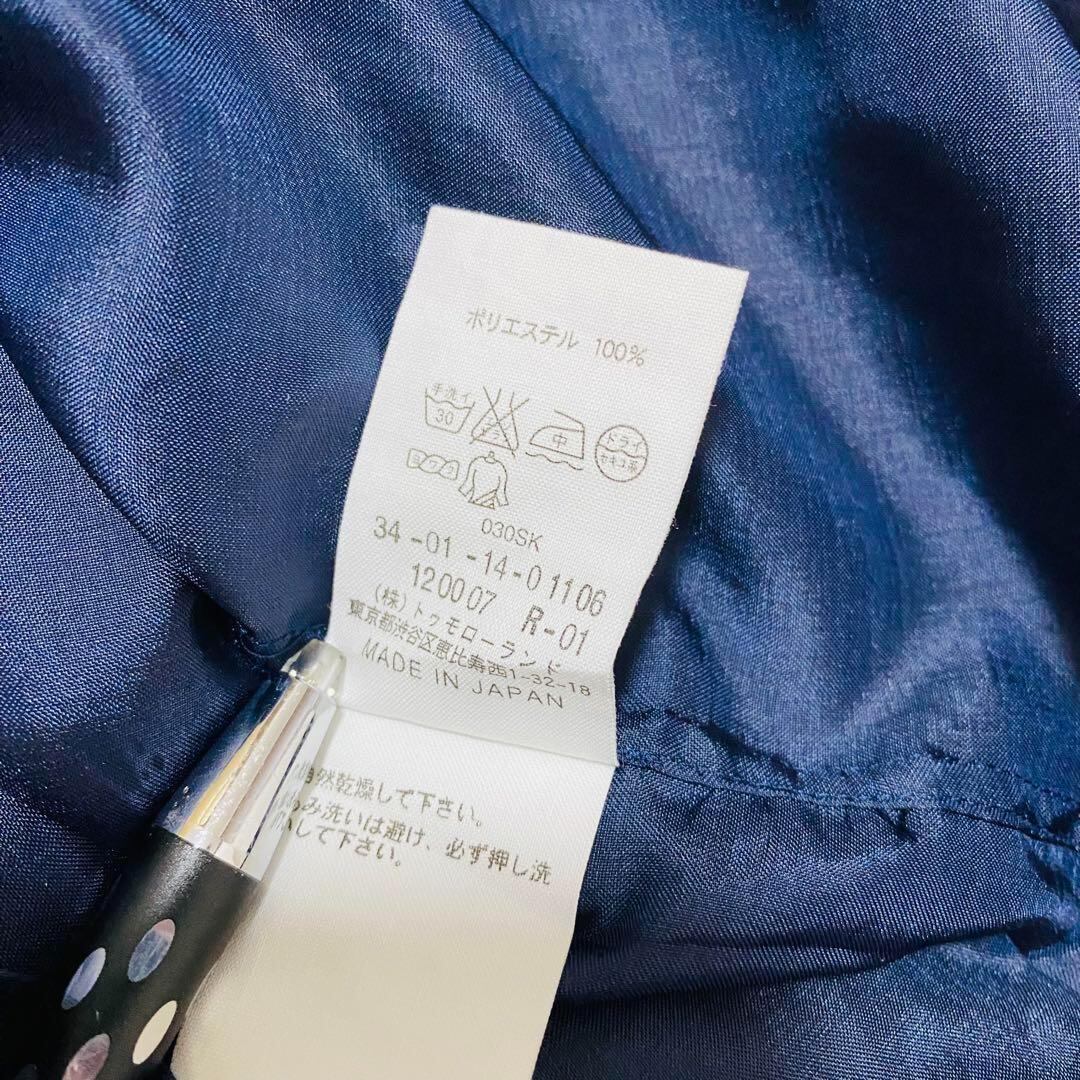 ポリエステル 100%
手洗イ
30
中
ドライ
セキユ系
030SK
34-01-14-01106
120007 R-01
(株)トゥモローランド
東京都渋谷区恵比寿西1-32-18
MADE IN JAPAN
自然乾燥して下さい。
み洗いは避け、必ず押し洗
して下さい。